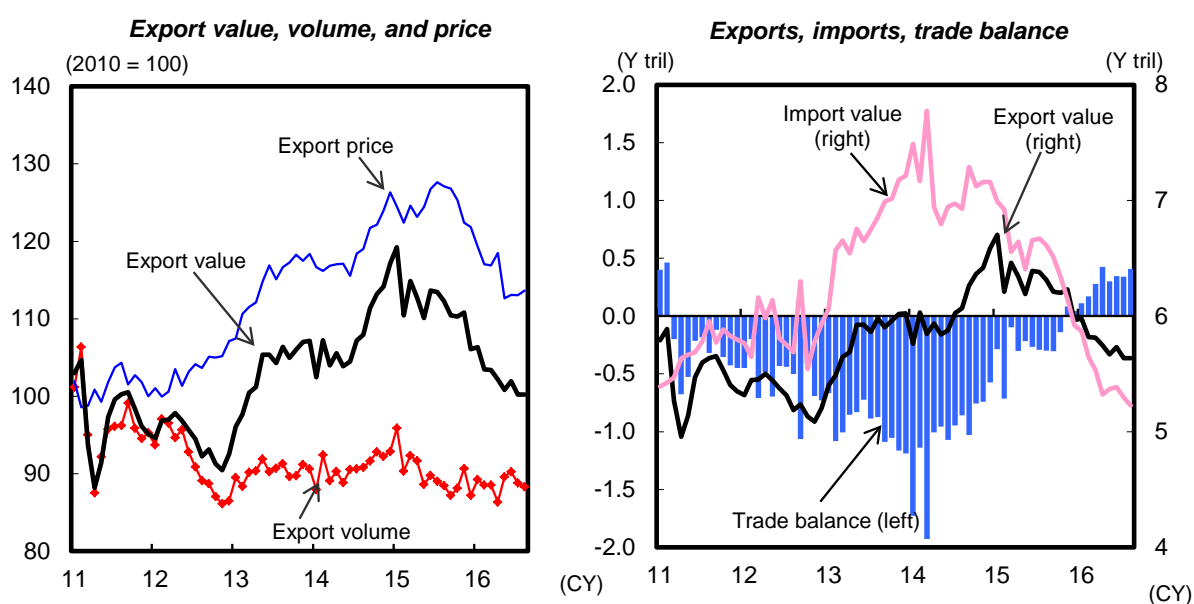 Export value, volume, and price
(2010 = 100)
140
130
120
110
100
90
80
Export price
Export value
Export volume
11 12 13 14 15 16
(CY)
Exports, imports, trade balance
(Y tril) (Y tril)
2.0
1.5
1.0
0.5
0.0
-0.5
-1.0
-1.5
-2.0
Import value
(right)
Export value
(right)
Trade balance (left)
8
7
6
5
4
11 12 13 14 15 16
(CY)